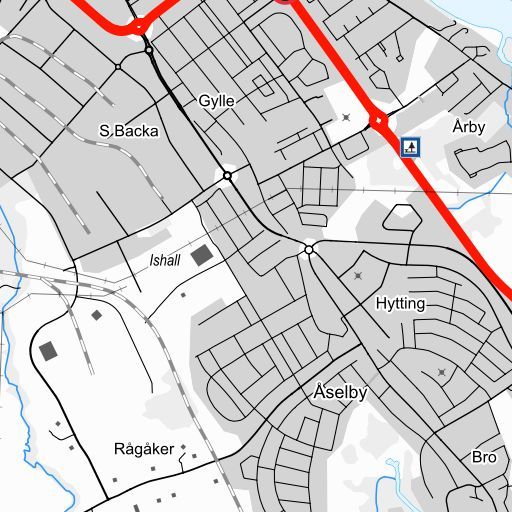 Gylle
S Backa
Årby
Ishall
Hytting
Åselby
Rågåker
Bro